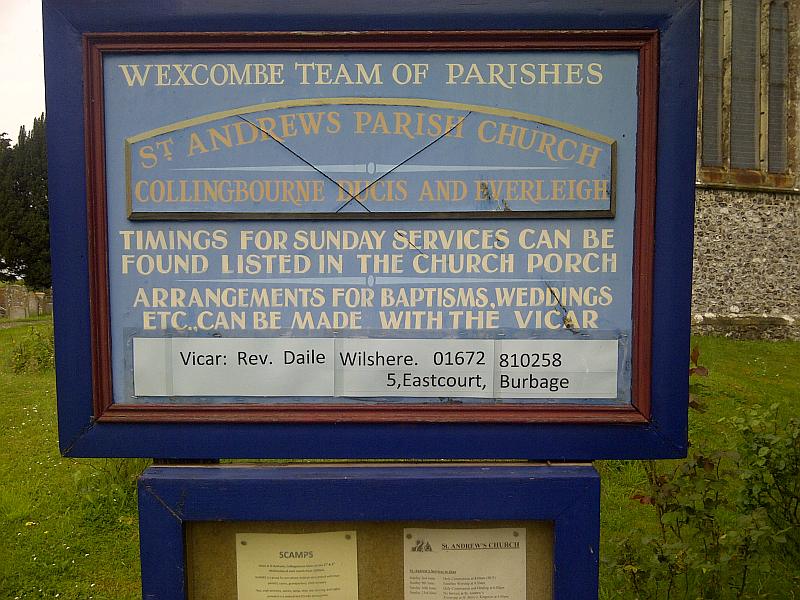 WEXCOMBE TEAM OF PARISHES
ST ANDREWS PARISH CHURCH
COLLINGBOURNE DUCIS AND EVERLEIGH
TIMINGS FOR SUNDAY SERVICES CAN BE
FOUND LISTED IN THE CHURCH PORCH
ARRANGEMENTS FOR BAPTISMS, WEDDINGS
ETC., CAN BE MADE WITH THE VICAR
Vicar: Rev. Daile Wilshere. 01672 810258
5,Eastcourt, Burbage
SCAMPS
ST. ANDREW'S CHURCH